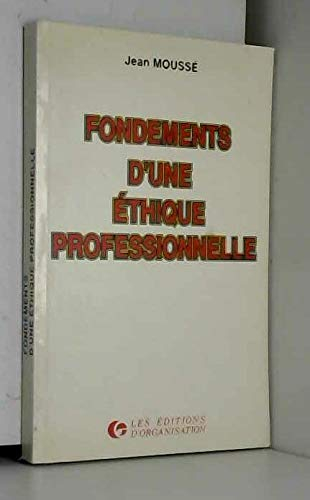 Jean MOUSSÉ
FONDEMENTS
D'UNE
ÉTHIQUE
PROFESSIONNELLE
LES ÉDITIONS
D'ORGANISATION
FONDEMENTS
D'UNE ÉTHIQUE PROFESSIONNELLE